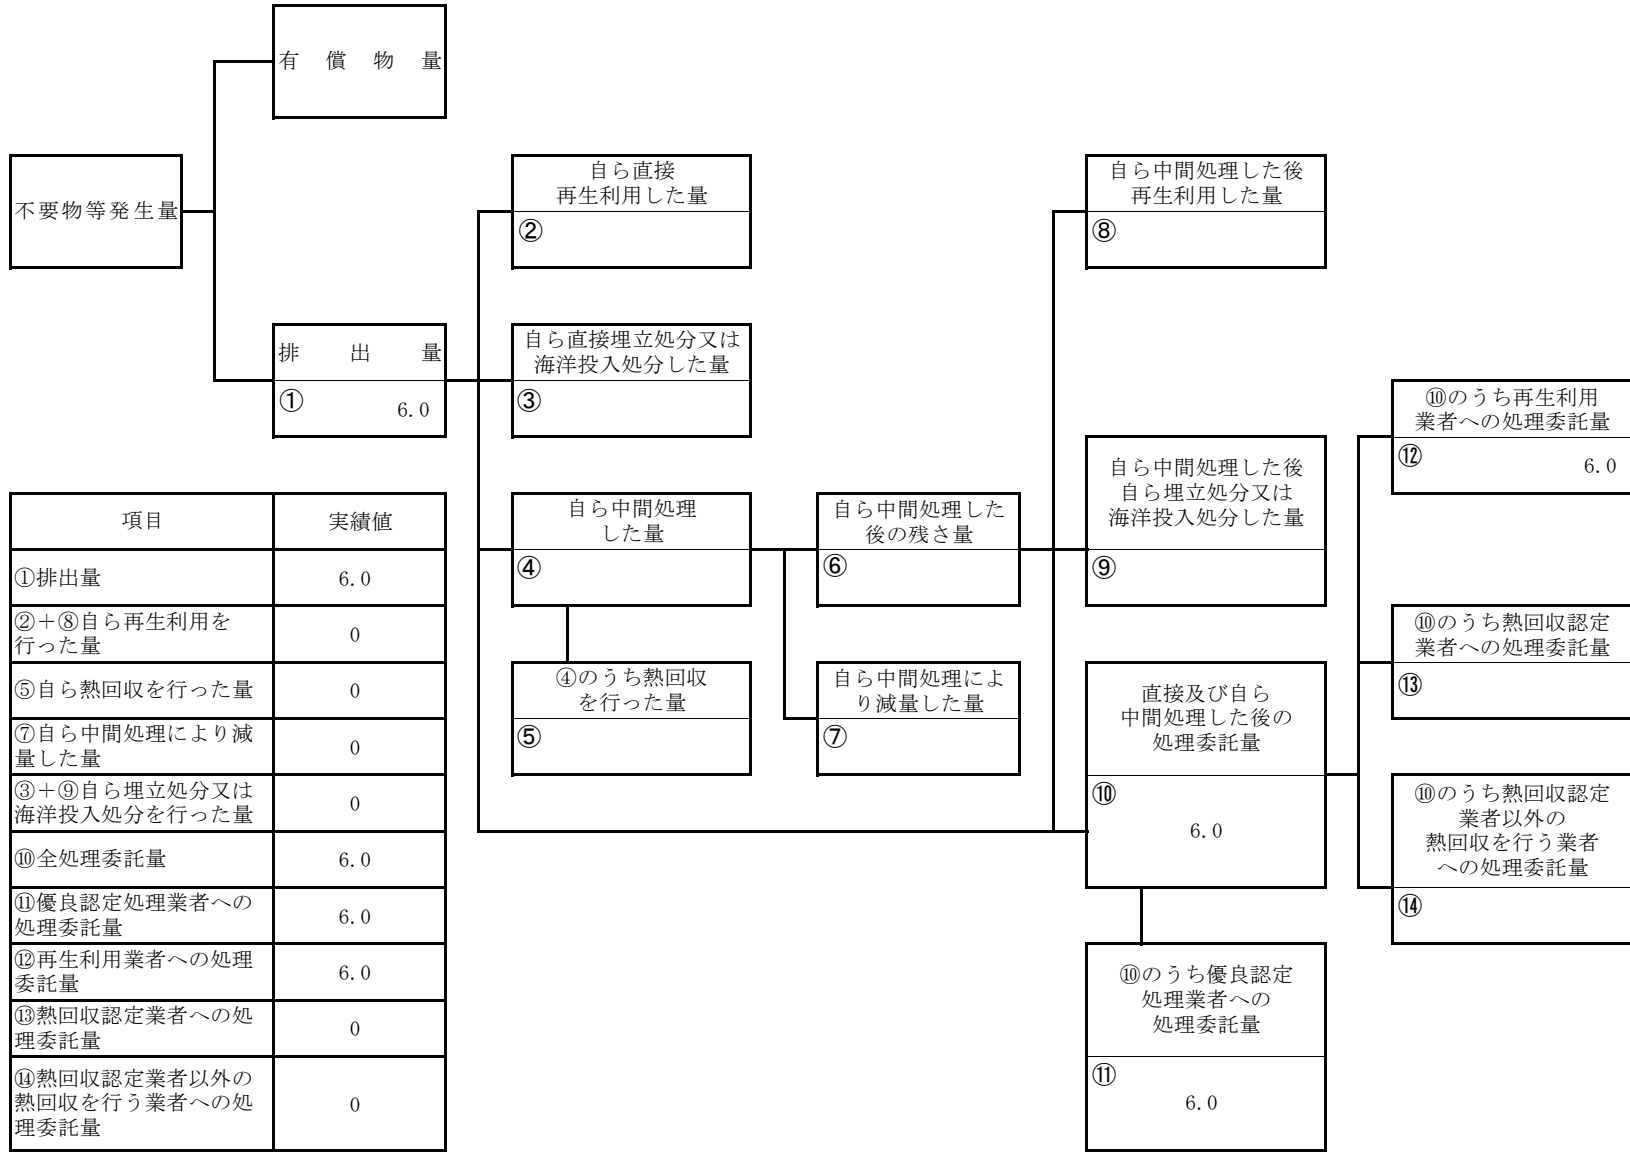 有償物量
不要物等発生量
排出量
①
6.0
自ら直接
再生利用した量
②
自ら直接埋立処分又は
海洋投入処分した量
③
自ら中間処理
した量
④
④のうち熱回収
を行った量
⑤
自ら中間処理した
後の残さ量
⑥
自ら中間処理によ
り減量した量
⑦
自ら中間処理した後
再生利用した量
⑧
自ら中間処理した後
自ら埋立処分又は
海洋投入処分した量
⑨
直接及び自ら
中間処理した後の
処理委託量
⑩
6.0
⑩のうち優良認定
処理業者への
処理委託量
⑪
6.0
⑩のうち再生利用
業者への処理委託量
⑫
6.0
⑩のうち熱回収認定
業者への処理委託量
⑬
⑩のうち熱回収認定
業者以外の
熱回収を行う業者
への処理委託量
⑭
項目 実績値
①排出量 6.0
②＋⑧自ら再生利用を
行った量 0
⑤自ら熱回収を行った量 0
⑦自ら中間処理により減
量した量 0
③＋⑨自ら埋立処分又は
海洋投入処分を行った量 0
⑩全処理委託量 6.0
⑪優良認定処理業者への
処理委託量 6.0
⑫再生利用業者への処理
委託量 6.0
⑬熱回収認定業者への処
理委託量 0
⑭熱回収認定業者以外の
熱回収を行う業者への処
理委託量 0